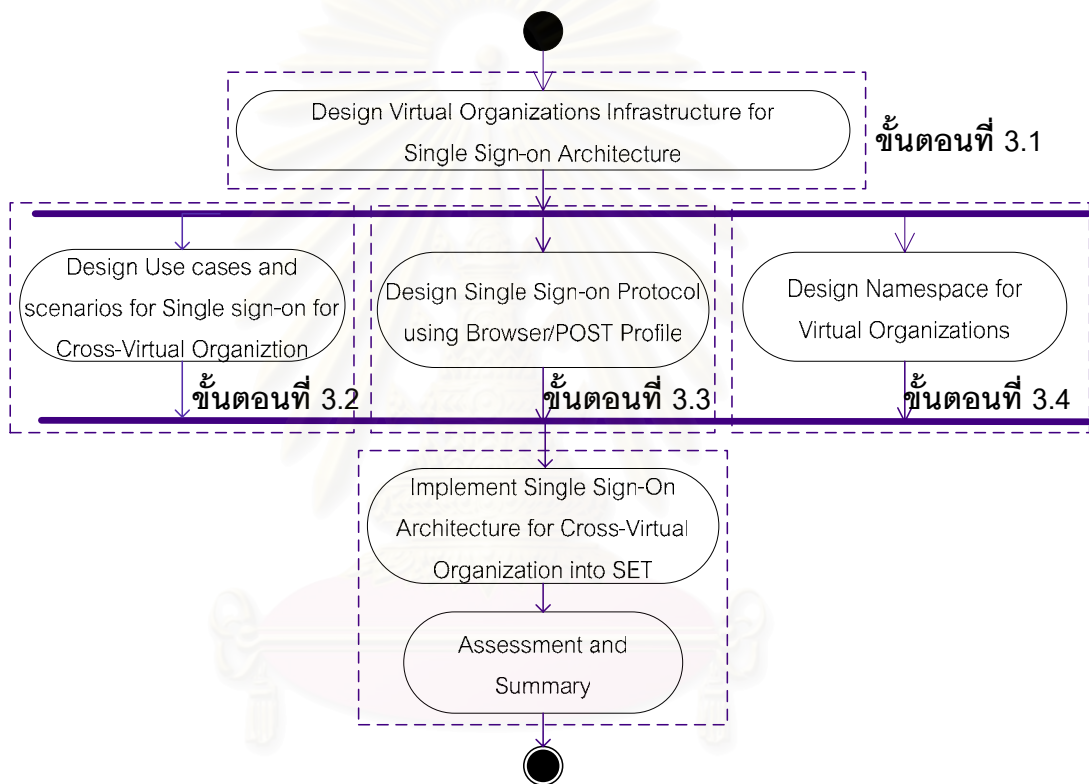 Design Virtual Organizations Infrastructure for
Single Sign-on Architecture
ขั้นตอนที่ 3.1
Design Use cases and
scenarios for Single sign-on for
Cross-Virtual Organiztion
ขั้นตอนที่ 3.2
Design Single Sign-on Protocol
using Browser/POST Profile
ขั้นตอนที่ 3.3
Design Namespace for
Virtual Organizations
ขั้นตอนที่ 3.4
Implement Single Sign-On
Architecture for Cross-Virtual
Organization into SET
Assessment and
Summary